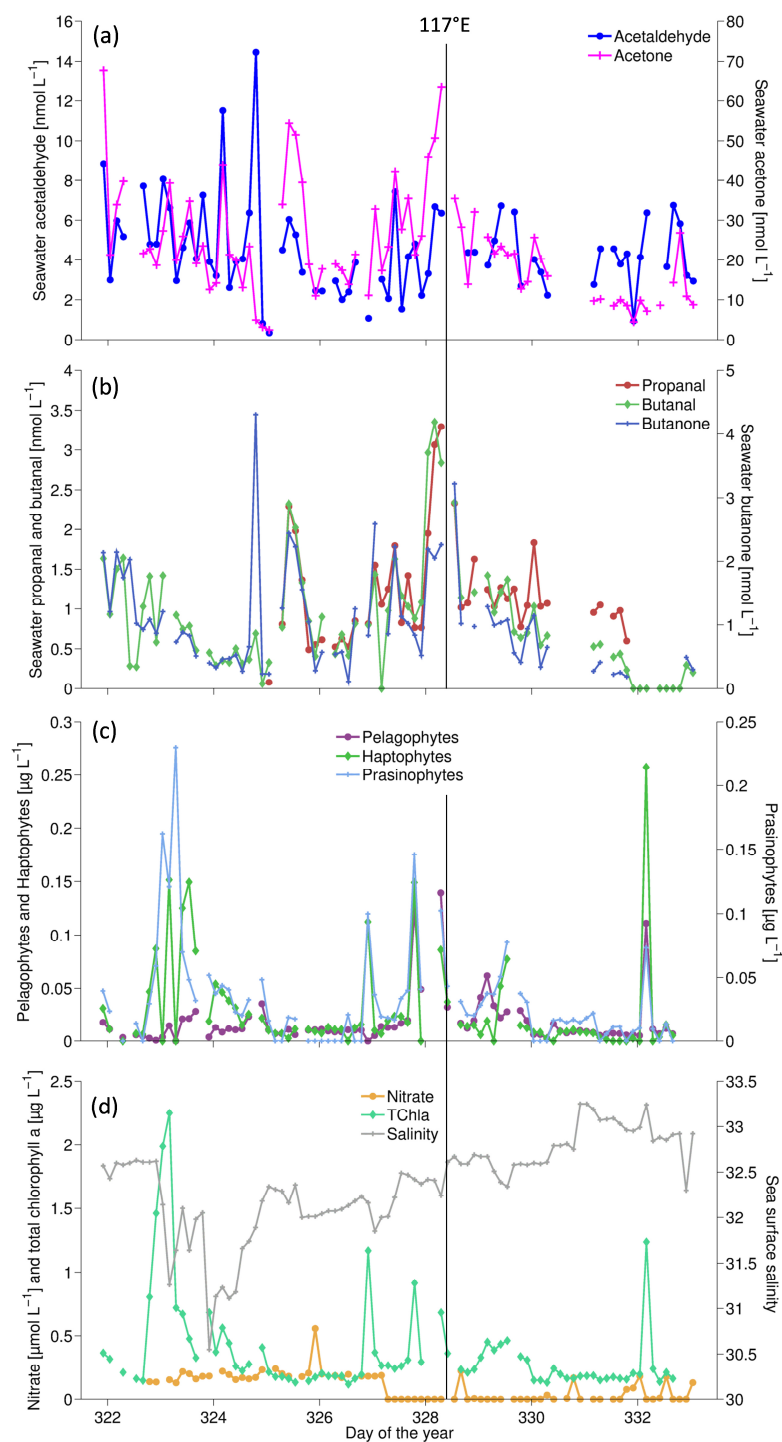 117°E
(a)
Acetaldehyde
Acetone
16
14
12
10
8
6
4
2
0
Seawater acetaldehyde [nmol L−1]
80
70
60
50
40
30
20
10
0
Seawater acetone [nmol L−1]
(b)
Propanal
Butanal
Butanone
4
3.5
3
2.5
2
1.5
1
0.5
0
Seawater propanal and butanal [nmol L−1]
5
4
3
2
1
0
Seawater butanone [nmol L−1]
(c)
Pelagophytes
Haptophytes
Prasinophytes
0.3
0.25
0.2
0.15
0.1
0.05
0
Pelagophytes and Haptophytes [µg L−1]
0.25
0.2
0.15
0.1
0.05
0
Prasinophytes [µg L−1]
(d)
Nitrate
TChla
Salinity
2.5
2
1.5
1
0.5
0
Nitrate [µmol L−1] and total chlorophyll a [µg L−1]
33.5
33
32.5
32
31.5
31
30.5
30
Sea surface salinity
322
324
326
328
330
332
Day of the year